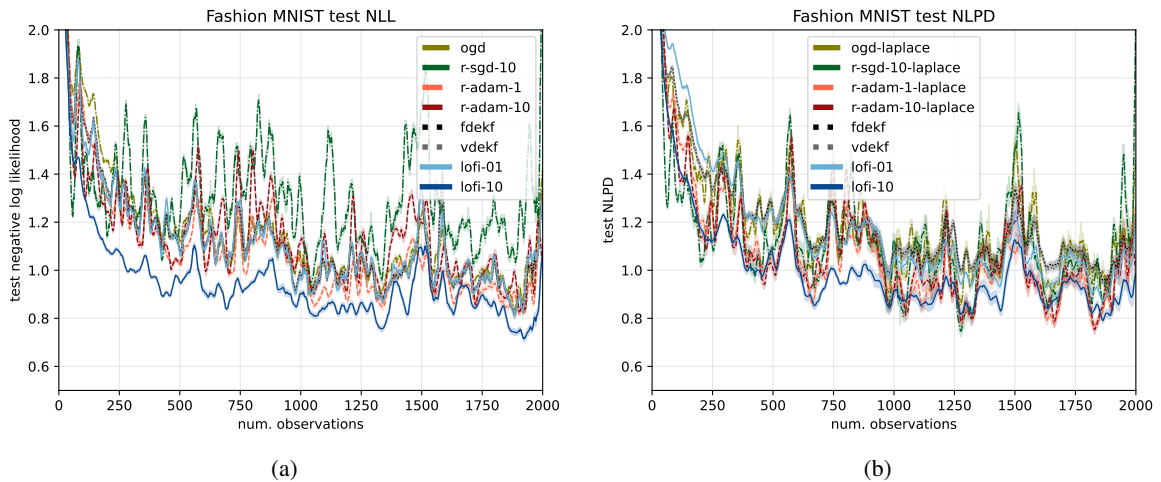 Fashion MNIST test NLL
test negative log likelihood
2.0
1.8
1.6
1.4
1.2
1.0
0.8
0.6
ogd
r-sgd-10
r-adam-1
r-adam-10
fdekf
vdekf
lofi-01
lofi-10
0 250 500 750 1000 1250 1500 1750 2000
num. observations
(a)
Fashion MNIST test NLPD
test NLPD
2.0
1.8
1.6
1.4
1.2
1.0
0.8
0.6
ogd-laplace
r-sgd-10-laplace
r-adam-1-laplace
r-adam-10-laplace
fdekf
vdekf
lofi-01
lofi-10
0 250 500 750 1000 1250 1500 1750 2000
num. observations
(b)